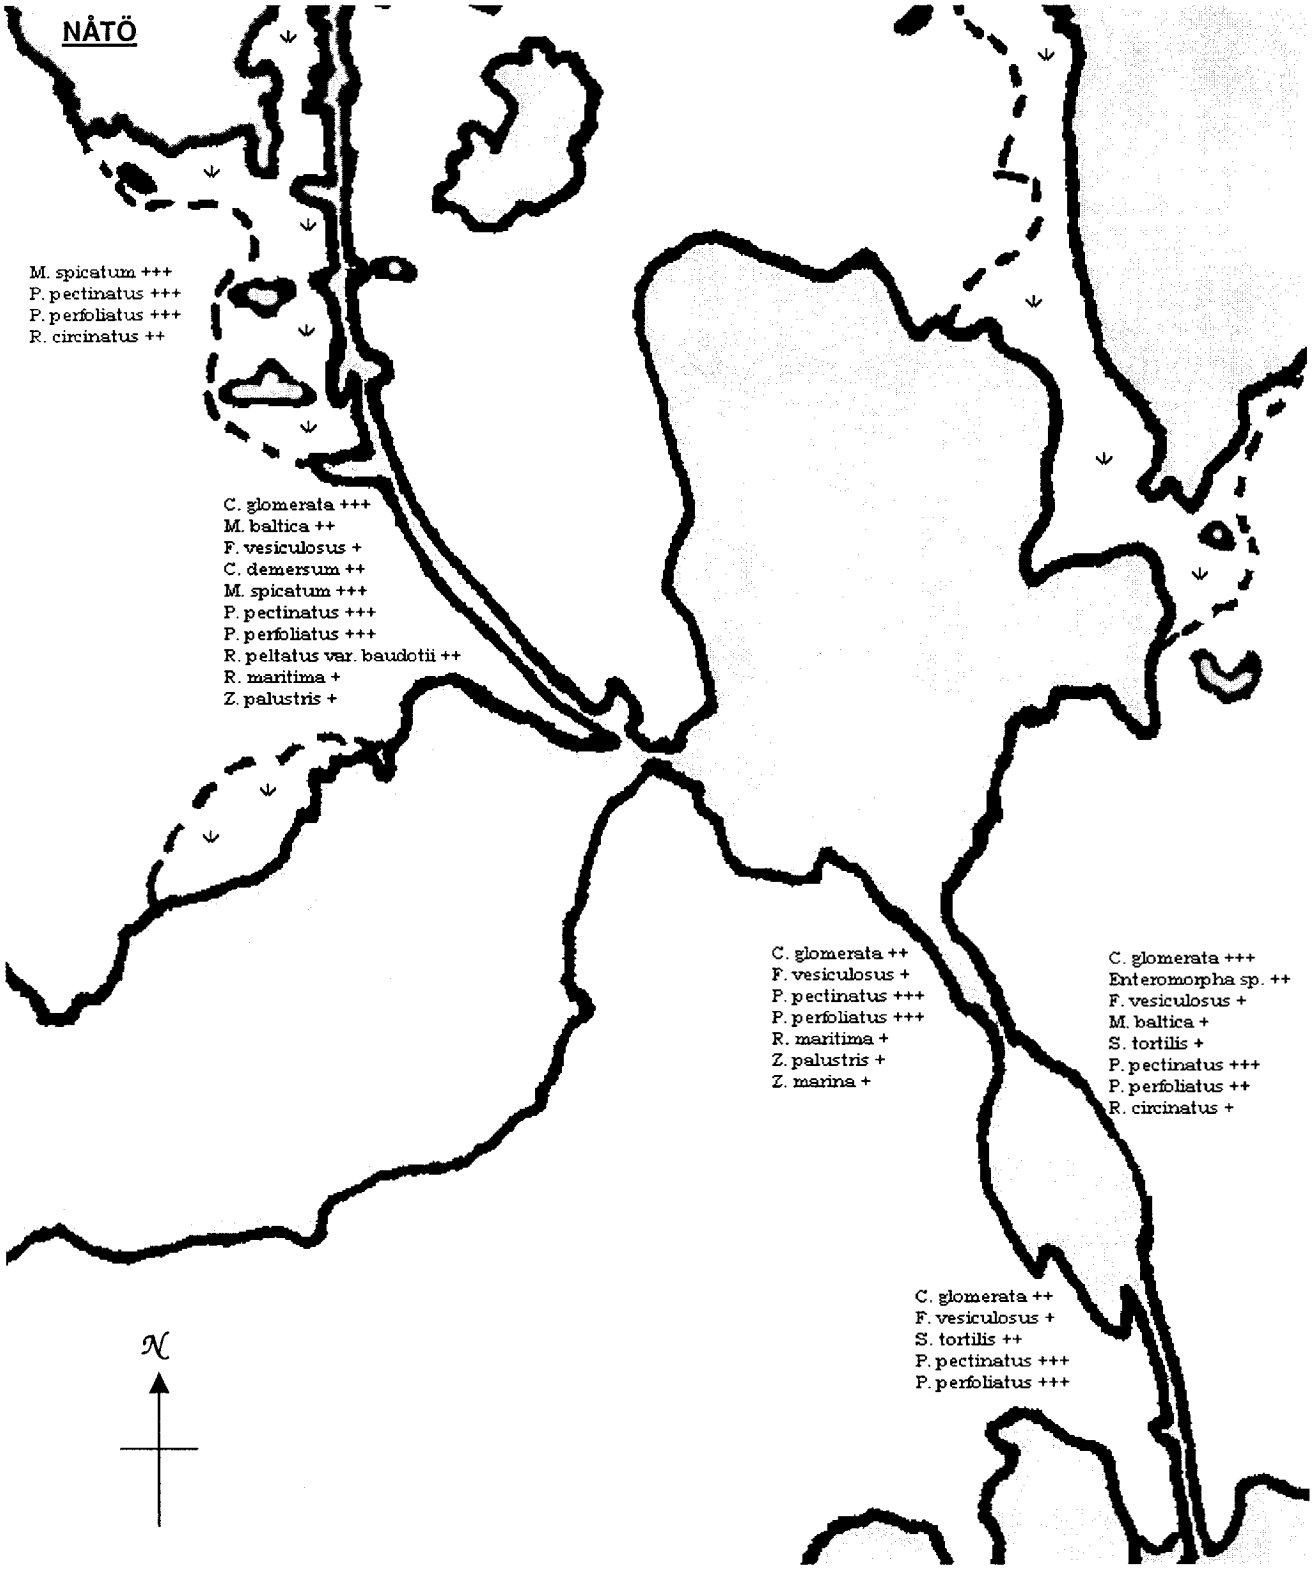 NÅTÖ
M. spicatum +++
P. pectinatus +++
P. perfoliatus +++
R. circinatus ++
C. glomerata +++
M. baltica ++
F. vesiculosus +
C. demersum ++
M. spicatum +++
P. pectinatus +++
P. perfoliatus +++
R. peltatus var. baudotii ++
R. maritima +
Z. palustris +
C. glomerata ++
F. vesiculosus +
P. pectinatus +++
P. perfoliatus +++
R. maritima +
Z. palustris +
Z. marina +
C. glomerata +++
Enteromorpha sp. ++
F. vesiculosus +
M. baltica +
S. tortilis +
P. pectinatus +++
P. perfoliatus ++
R. circinatus +
C. glomerata ++
F. vesiculosus +
S. tortilis ++
P. pectinatus +++
P. perfoliatus +++
N